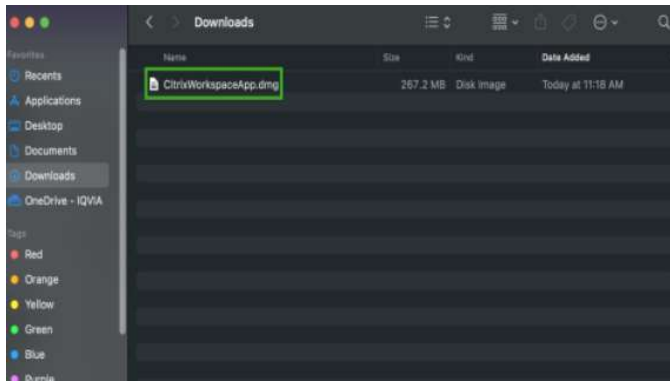 Downloads
Favorites
Name Size Kind Date Added
Recents
CitrixWorkspaceApp.dmg 267.2 MB Disk Image Today at 11:18 AM
Applications
Desktop
Documents
Downloads
OneDrive - IQVIA
Tags
Red
Orange
Yellow
Green
Blue
Purple